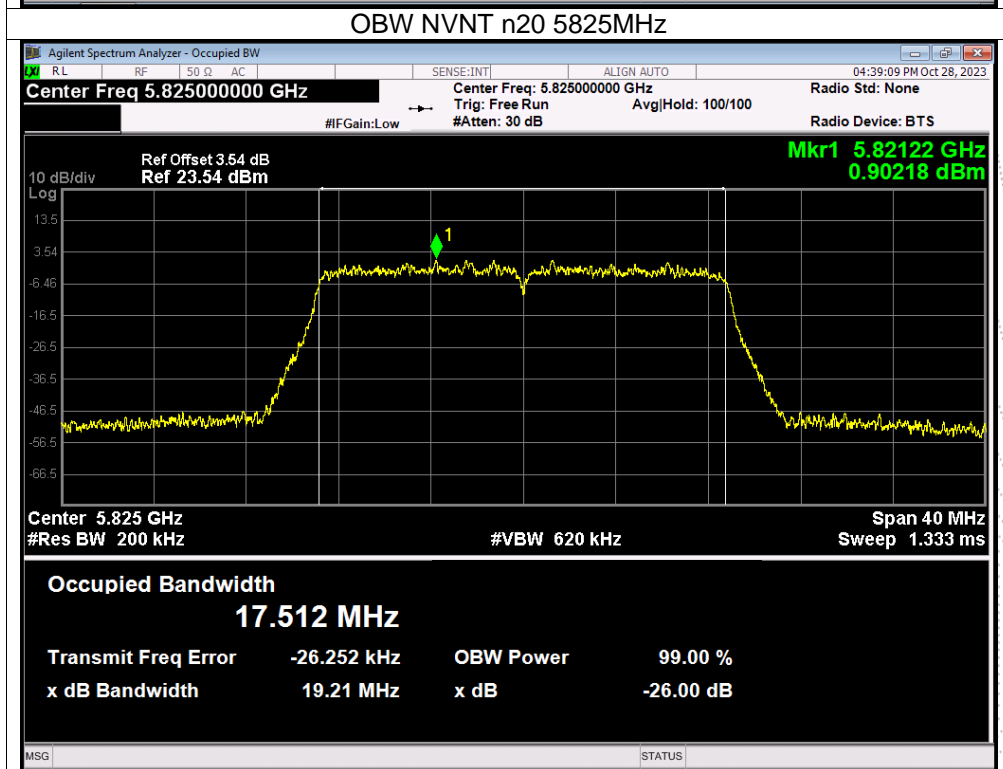 OBW NVNT n20 5825MHz
Agilent Spectrum Analyzer - Occupied BW
LXI RL RF 50 Ω AC SENSE:INT ALIGN AUTO 04:39:09 PM Oct 28, 2023
Center Freq 5.825000000 GHz Center Freq: 5.825000000 GHz Radio Std: None
Trig: Free Run Avg|Hold: 100/100
#IFGain:Low #Atten: 30 dB Radio Device: BTS
Mkr1 5.82122 GHz
0.90218 dBm
Ref Offset 3.54 dB
10 dB/div Ref 23.54 dBm
Log
13.5
1
3.54
-6.46
-16.5
-26.5
-36.5
-46.5
-56.5
-66.5
Center 5.825 GHz Span 40 MHz
#Res BW 200 kHz #VBW 620 kHz Sweep 1.333 ms
Occupied Bandwidth
17.512 MHz
Transmit Freq Error -26.252 kHz OBW Power 99.00 %
x dB Bandwidth 19.21 MHz x dB -26.00 dB
MSG STATUS